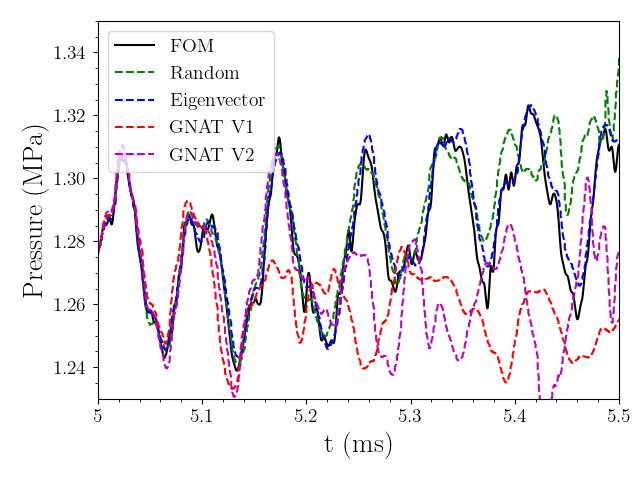 FOM
Random
Eigenvector
GNAT V1
GNAT V2
Pressure (MPa)
1.34
1.32
1.30
1.28
1.26
1.24
5 5.1 5.2 5.3 5.4 5.5
t (ms)